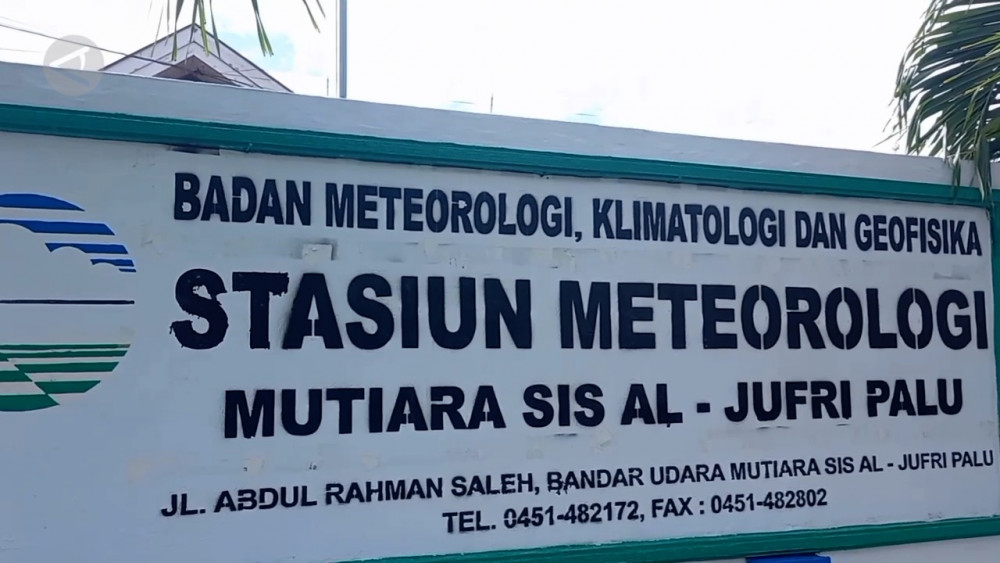 BADAN METEOROLOGI, KLIMATOLOGI DAN GEOFISIKA
STASIUN METEOROLOGI
MUTIARA SIS AL - JUFRI PALU
JL. ABDUL RAHMAN SALEH, BANDAR UDARA MUTIARA SIS AL - JUFRI PALU
TEL. 0451-482172, FAX : 0451-482802